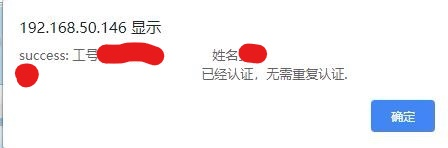 192.168.50.146 显示
success: 工号 姓名
已经认证，无需重复认证.
确定